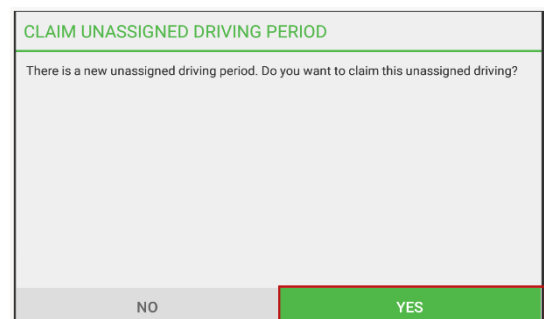 CLAIM UNASSIGNED DRIVING PERIOD
There is a new unassigned driving period. Do you want to claim this unassigned driving?
NO
YES